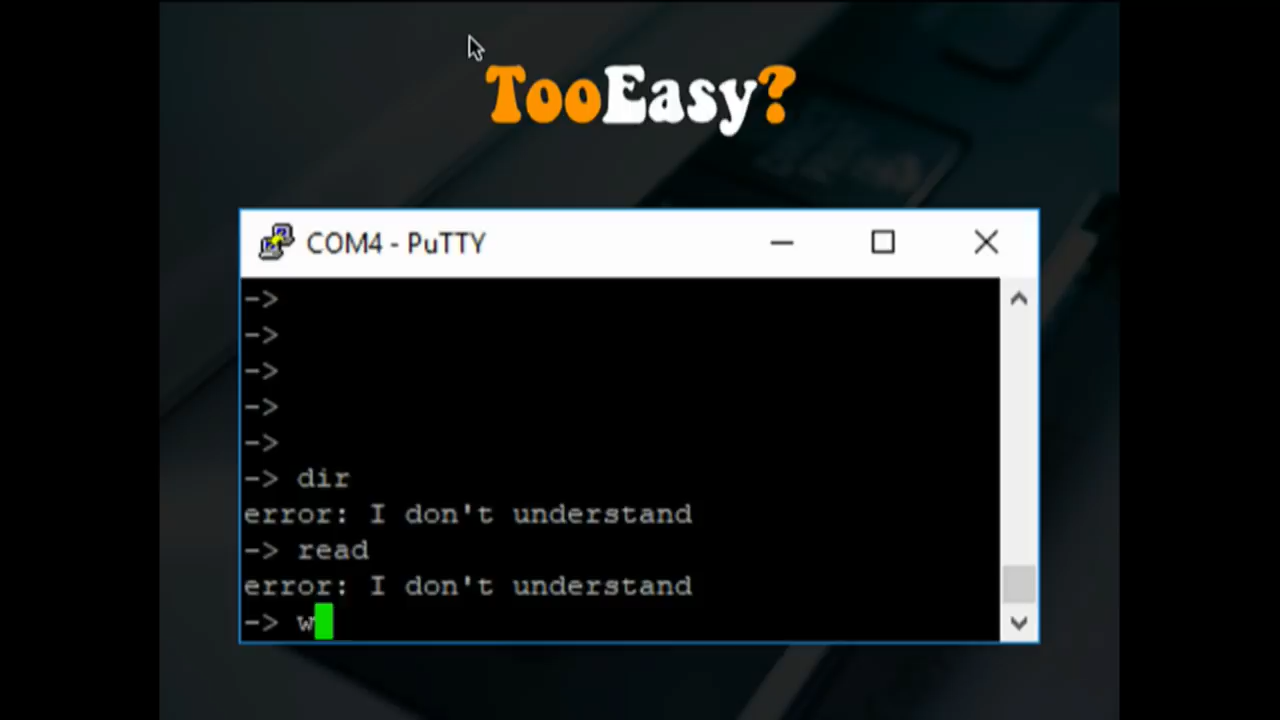 TooEasy?
COM4 - PuTTY
->
->
->
->
->
-> dir
error: I don't understand
-> read
error: I don't understand
-> w